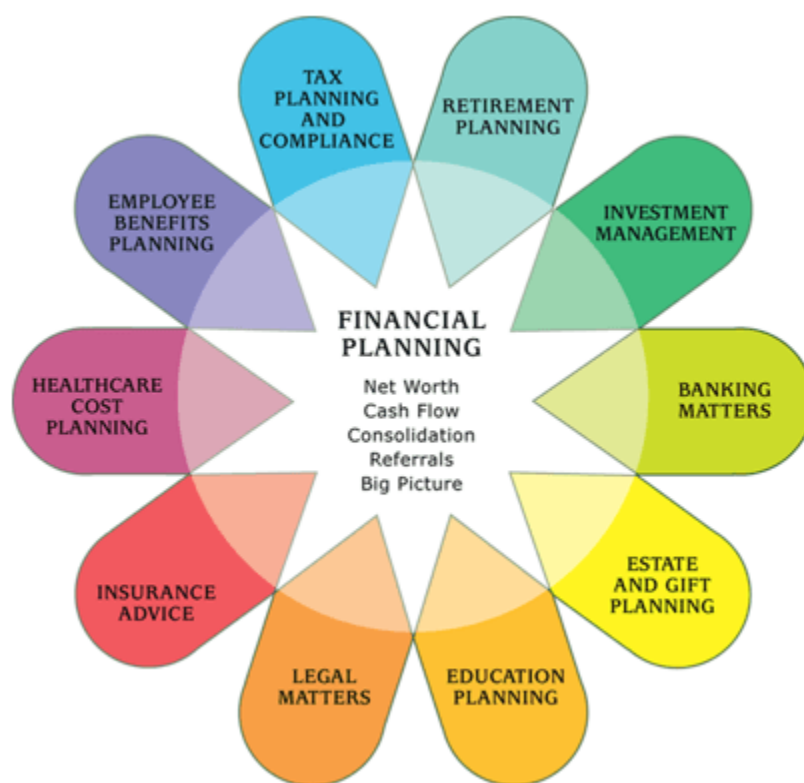 TAX
PLANNING
AND
COMPLIANCE
RETIREMENT
PLANNING
EMPLOYEE
BENEFITS
PLANNING
INVESTMENT
MANAGEMENT
FINANCIAL
PLANNING
Net Worth
Cash Flow
Consolidation
Referrals
Big Picture
HEALTHCARE
COST
PLANNING
BANKING
MATTERS
INSURANCE
ADVICE
ESTATE
AND GIFT
PLANNING
LEGAL
MATTERS
EDUCATION
PLANNING